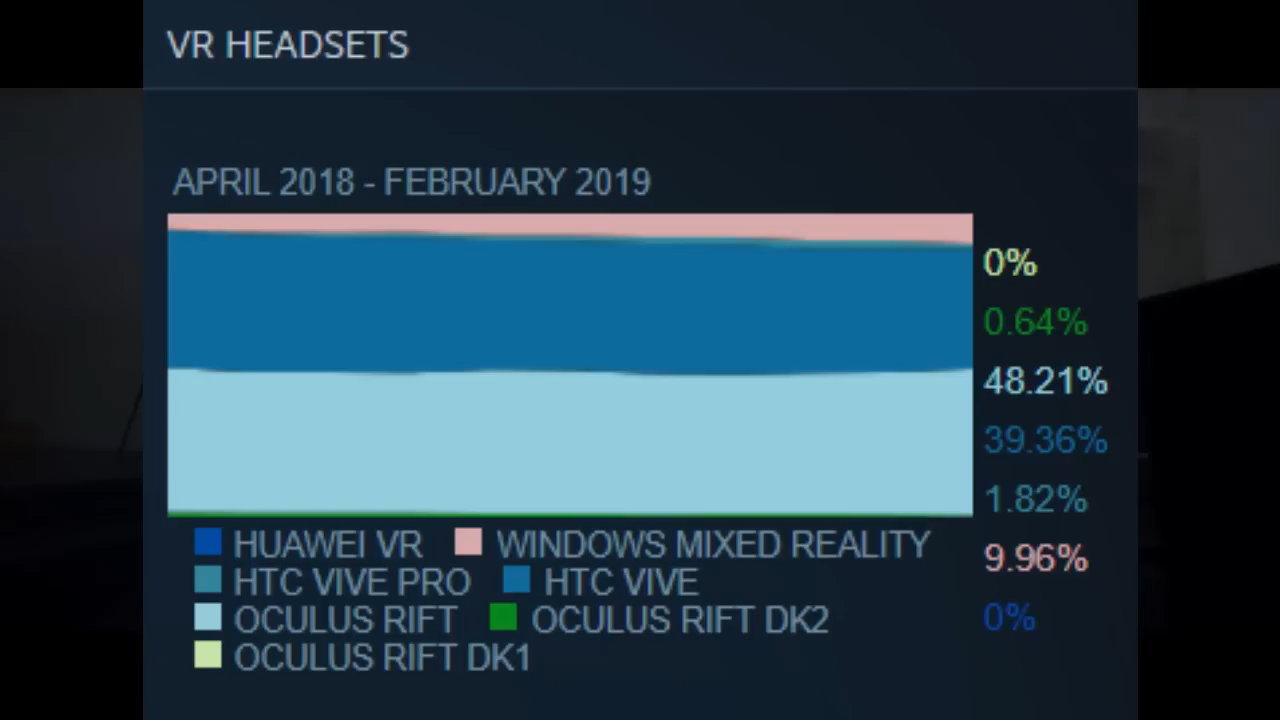 VR HEADSETS
APRIL 2018 - FEBRUARY 2019
0%
0.64%
48.21%
39.36%
1.82%
9.96%
0%
HUAWEI VR WINDOWS MIXED REALITY
HTC VIVE PRO HTC VIVE
OCULUS RIFT OCULUS RIFT DK2
OCULUS RIFT DK1